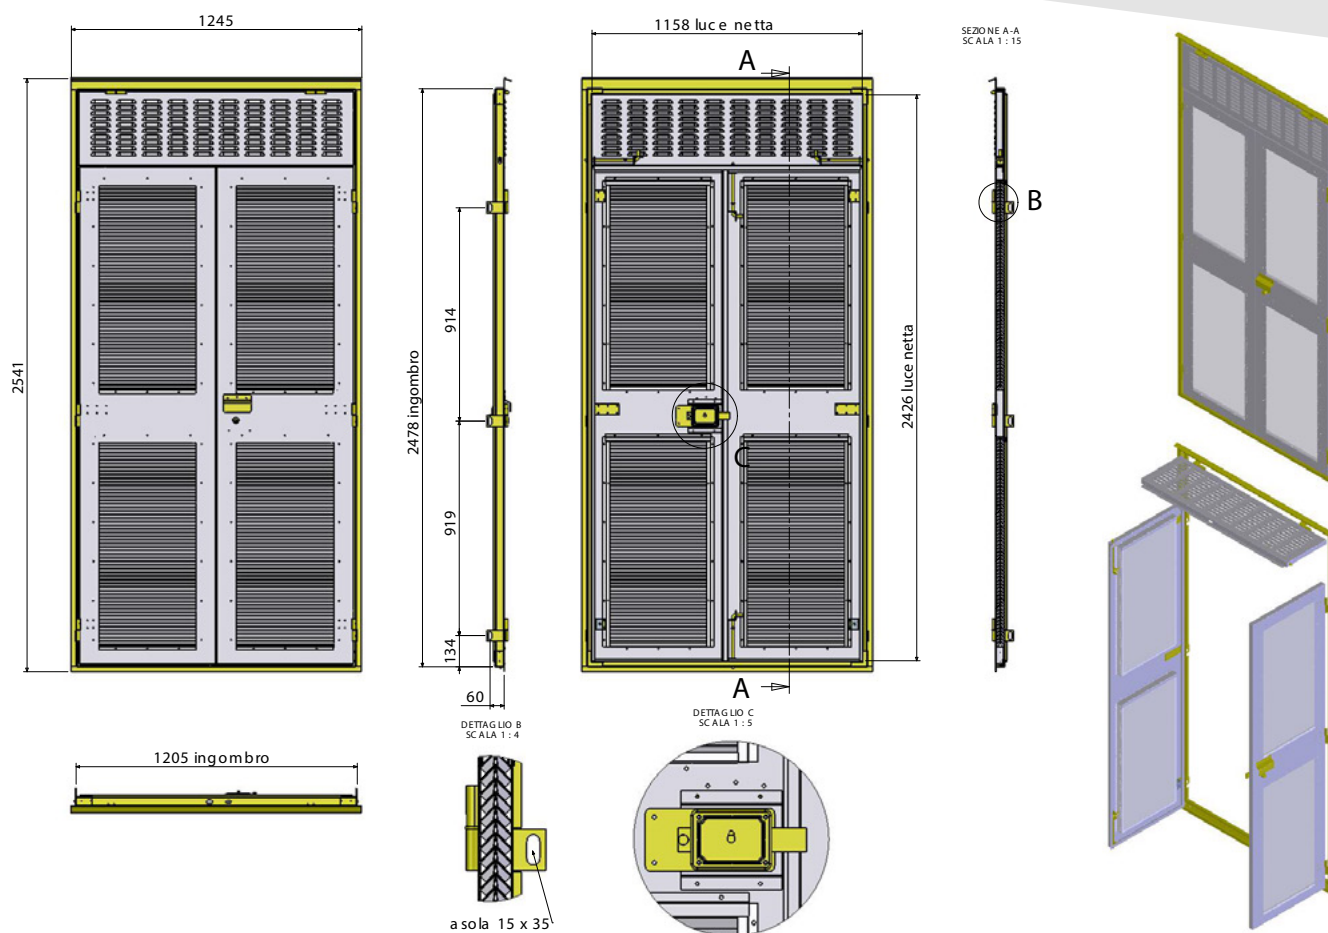 1245
1158 luce netta
A
SEZIONE A-A
SCALA 1 : 15
B
914
2541
2478 ingombro
2426 luce netta
C
919
134
A
60
DETTAGLIO B
SCALA 1 : 4
DETTAGLIO C
SCALA 1 : 5
1205 ingombro
asola 15 x 35